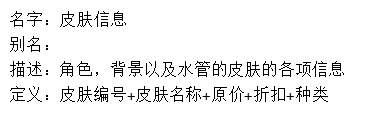 名字：皮肤信息
别名：
描述：角色，背景以及水管的皮肤的各项信息
定义：皮肤编号+皮肤名称+原价+折扣+种类